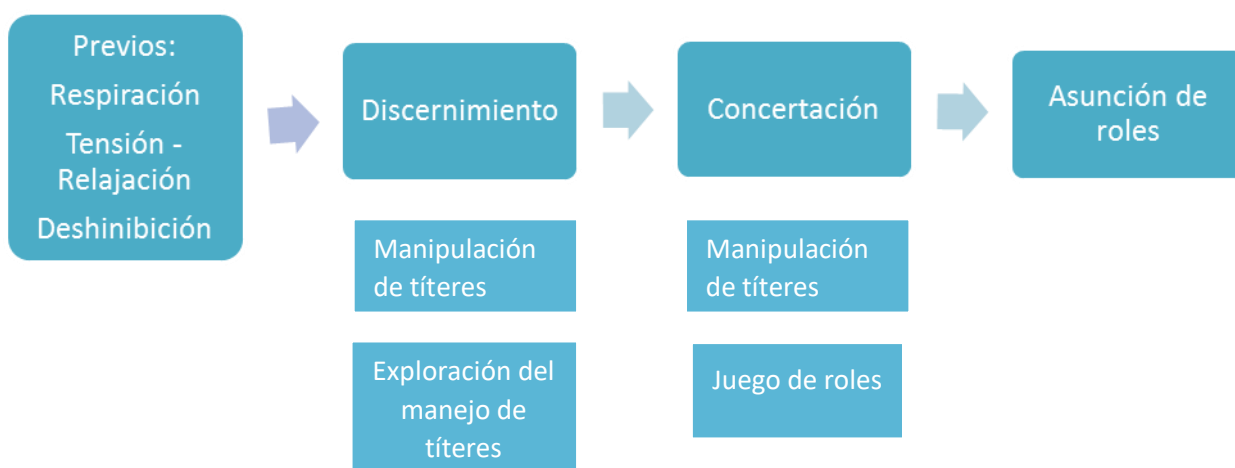 Previos:
Respiración
Tensión -
Relajación
Deshinibición
Discernimiento
Concertación
Asunción de
roles
Manipulación
de títeres
Manipulación
de títeres
Exploración del
manejo de
títeres
Juego de roles